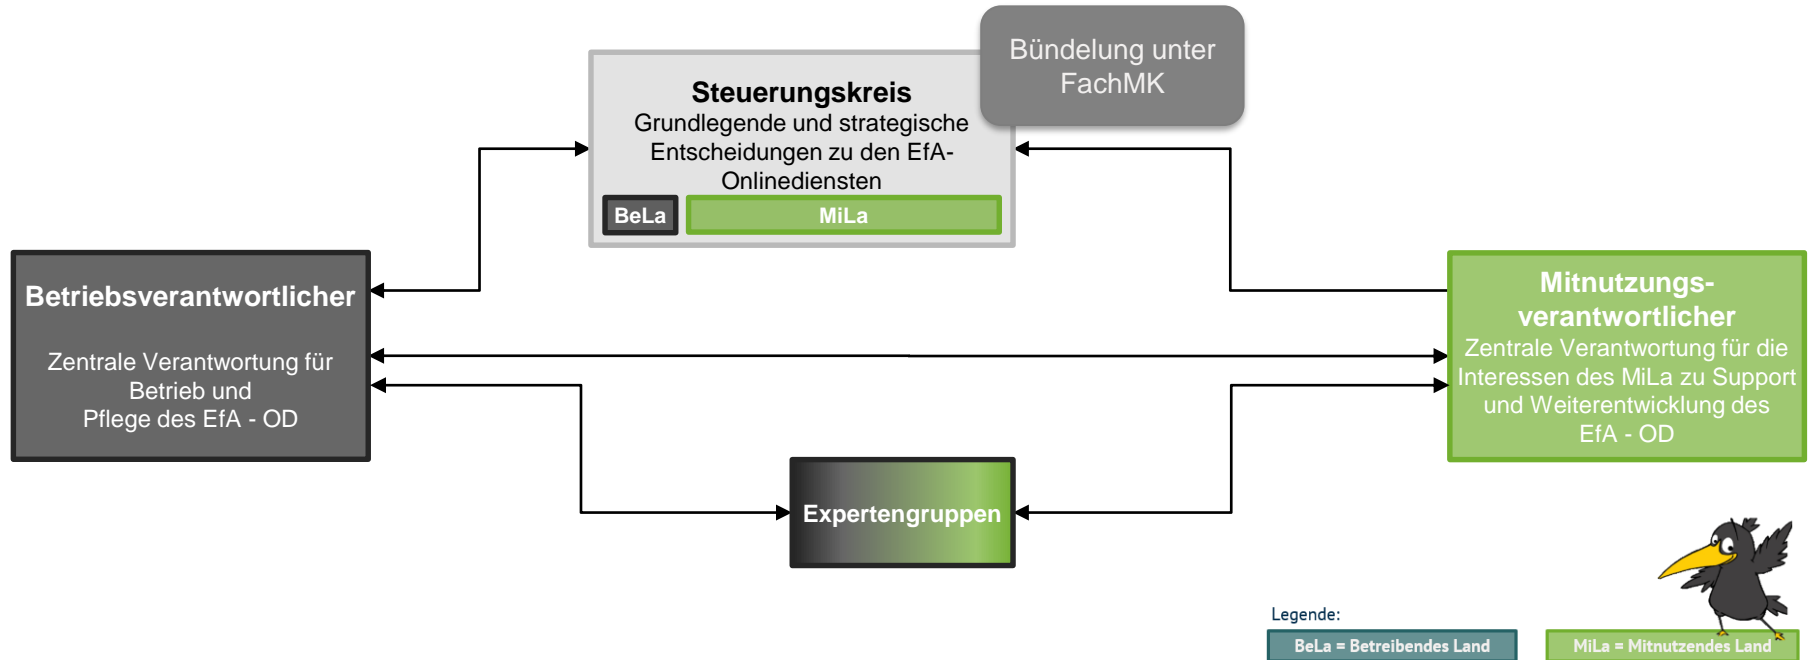 Bündelung unter
FachMK
Steuerungskreis
Grundlegende und strategische
Entscheidungen zu den EfA-
Onlinediensten
BeLa
MiLa
Betriebsverantwortlicher
Zentrale Verantwortung für
Betrieb und
Pflege des EfA - OD
Mitnutzungs-
verantwortlicher
Zentrale Verantwortung für die
Interessen des MiLa zu Support
und Weiterentwicklung des
EfA - OD
Expertengruppen
Legende:
BeLa = Betreibendes Land
MiLa = Mitnutzendes Land